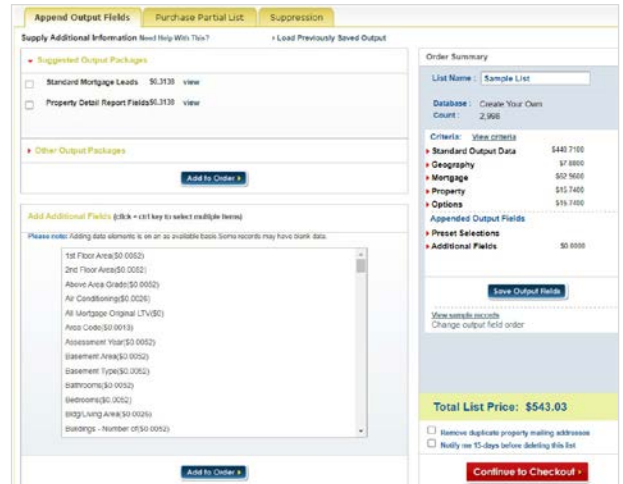 Append Output Fields
Purchase Partial List
Suppression
Supply Additional Information Need Help With This?
Load Previously Saved Output
Suggested Output Packages
Standard Mortgage Leads $0.3130 view
Property Detail Report Fields $0.3130 view
Other Output Packages
Add to Order
Add Additional Fields (click + ctrl key to select multiple items)
Please note: Adding data elements is on an as available basis. Some records may have blank data.
1st Floor Area($0.0052)
2nd Floor Area($0.0052)
Above Area Grade($0.0052)
Air Conditioning($0.0026)
All Mortgage Original LTV($0)
Area Code($0.0013)
Assessment Year($0.0052)
Basement Area($0.0052)
Basement Type($0.0052)
Bathrooms($0.0052)
Bedrooms($0.0052)
Bldg/Living Area($0.0026)
Buildings - Number of($0.0052)
Add to Order
Order Summary
List Name : Sample List
Database : Create Your Own
Count : 2,998
Criteria: View criteria
Standard Output Data $440.7100
Geography $7.8800
Mortgage $62.9600
Property $15.7400
Options $15.7400
Appended Output Fields
Preset Selections
Additional Fields $0.0000
Save Output Fields
View sample records
Change output field order
Total List Price: $543.03
Remove duplicate property mailing addresses
Notify me 15-days before deleting this list
Continue to Checkout